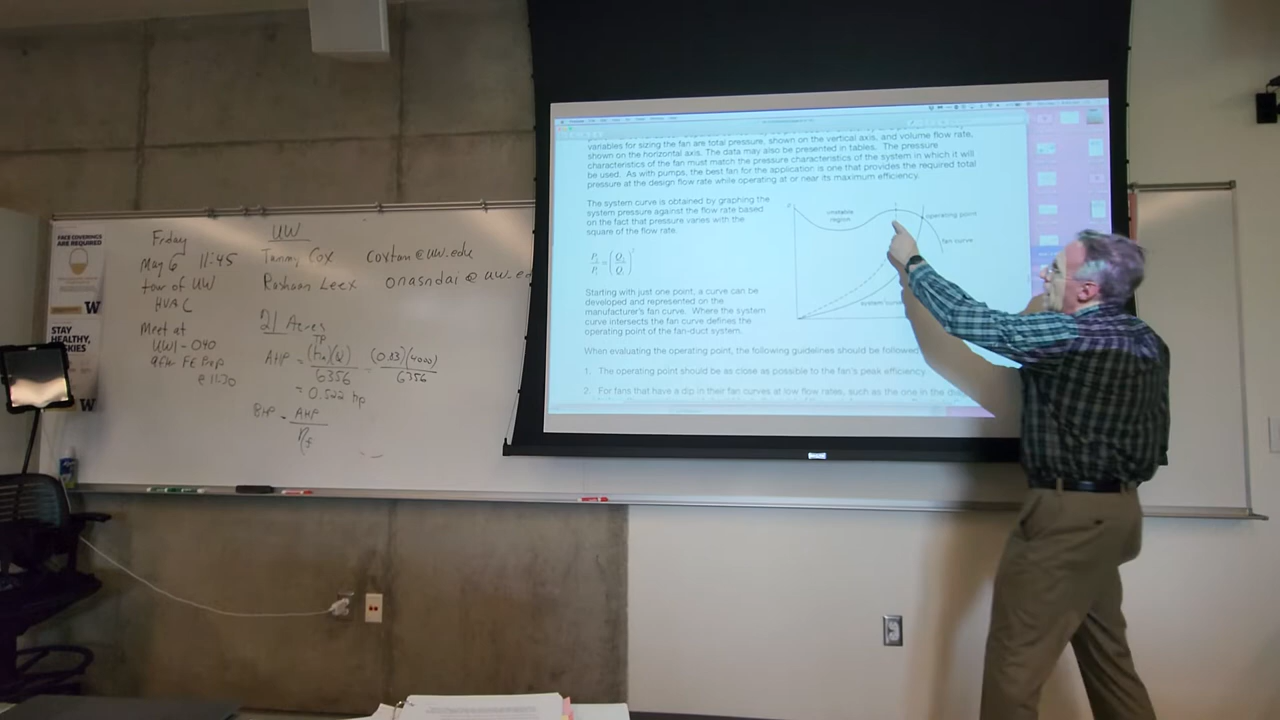 FACE COVERINGS
ARE REQUIRED
W
STAY
HEALTHY,
W
Friday
May 6 11:45
tour of UW
HVAC
Meet at
UW1-040
after FE Prep
@ 11:30
UW
Tammy Cox coxtam@uw.edu
21 Acres
AHP = (TP)(Q) / 6356 = (0.83)(4000) / 6356
= 0.522 hp
BHP = AHP / ηf
variables for sizing the fan are total pressure, shown on the vertical axis, and volume flow rate,
shown on the horizontal axis. The data may also be presented in tables. The pressure
characteristics of the fan must match the pressure characteristics of the system in which it will
be used. As with pumps, the best fan for the application is one that provides the required total
pressure at the design flow rate while operating at or near its maximum efficiency.
The system curve is obtained by graphing the
system pressure against the flow rate based
on the fact that pressure varies with the
square of the flow rate.
Starting with just one point, a curve can be
developed and represented on the
manufacturer's fan curve. Where the system
curve intersects the fan curve defines the
operating point of the fan-duct system.
unstable
region
operating point
fan curve
system curve
When evaluating the operating point, the following guidelines should be followed
1. The operating point should be as close as possible to the fan's peak efficiency
2. For fans that have a dip in their fan curves at low flow rates, such as the one in the